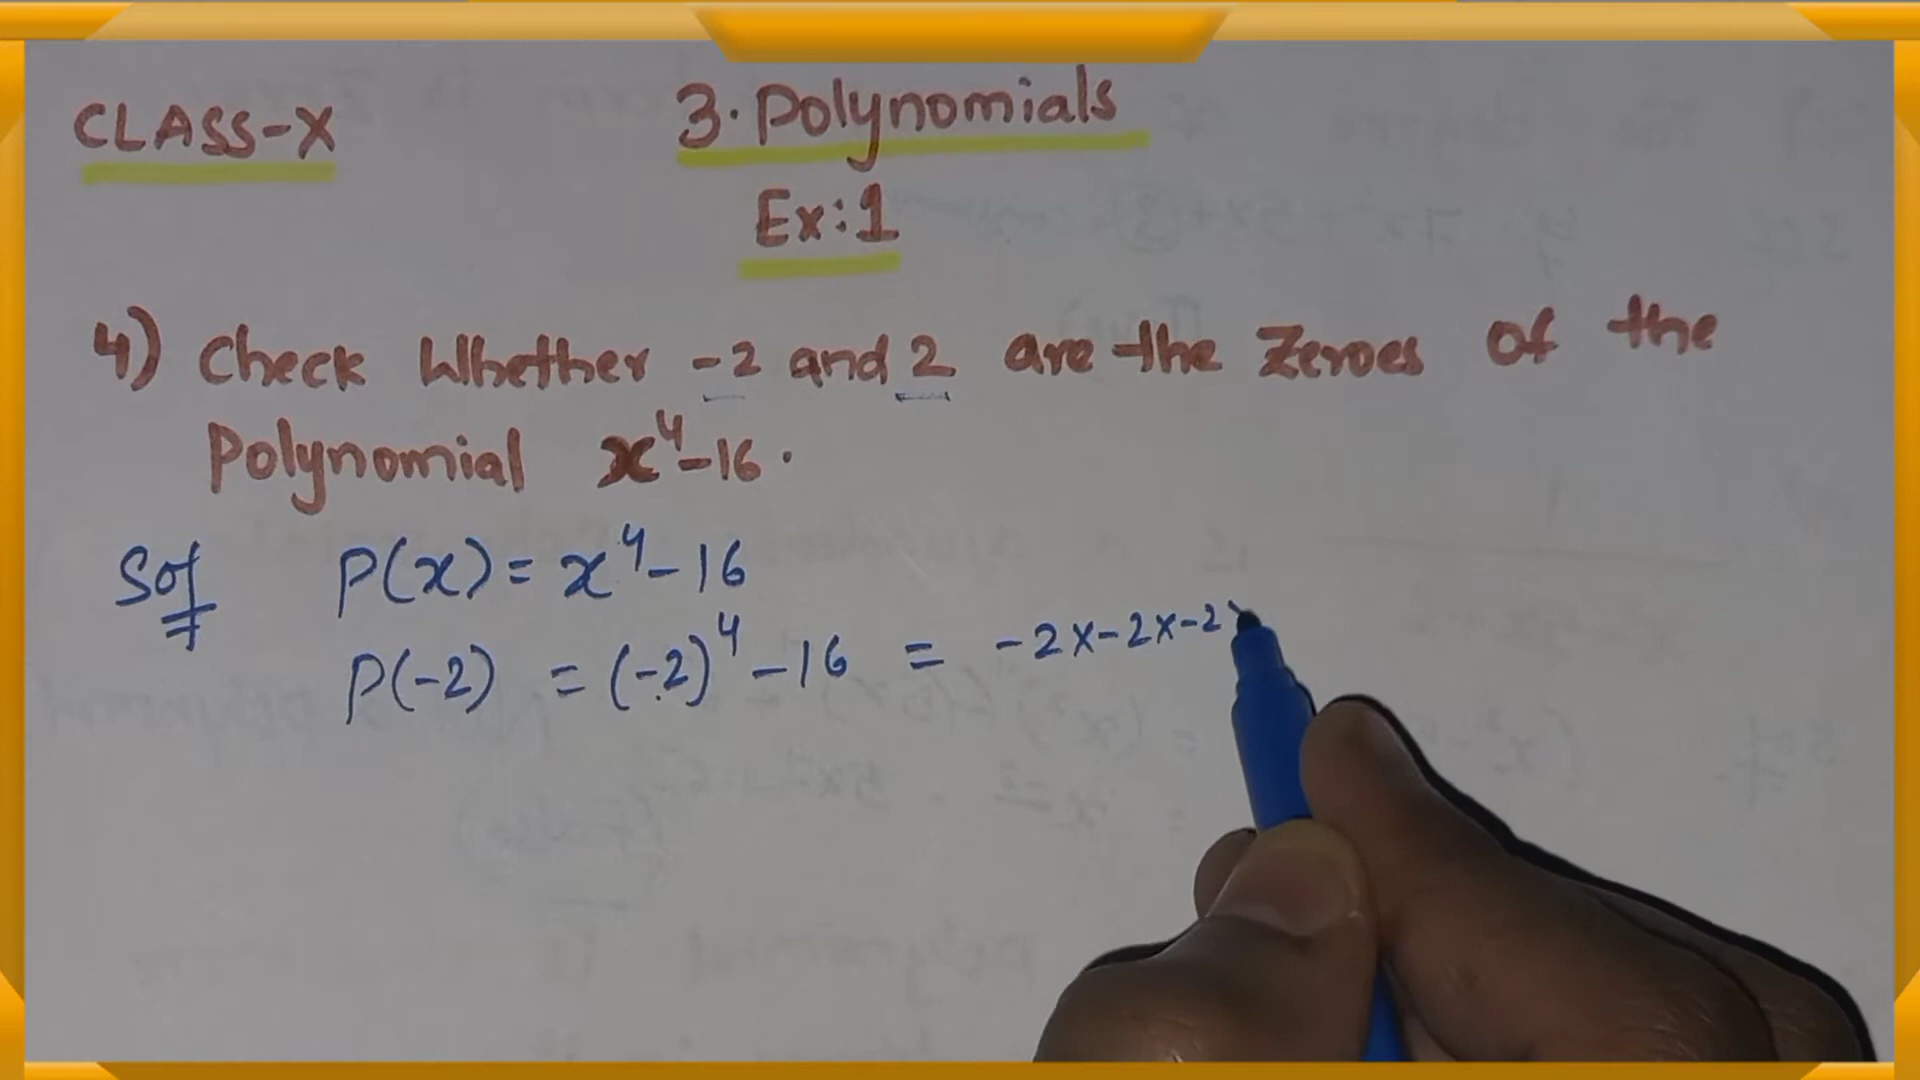 CLASS-X
3. Polynomials
Ex:1
4) Check Whether -2 and 2 are the Zeroes of the
Polynomial x⁴-16.
Sol
P(x) = x⁴-16
P(-2) = (-2)⁴-16 = -2x-2x-2x